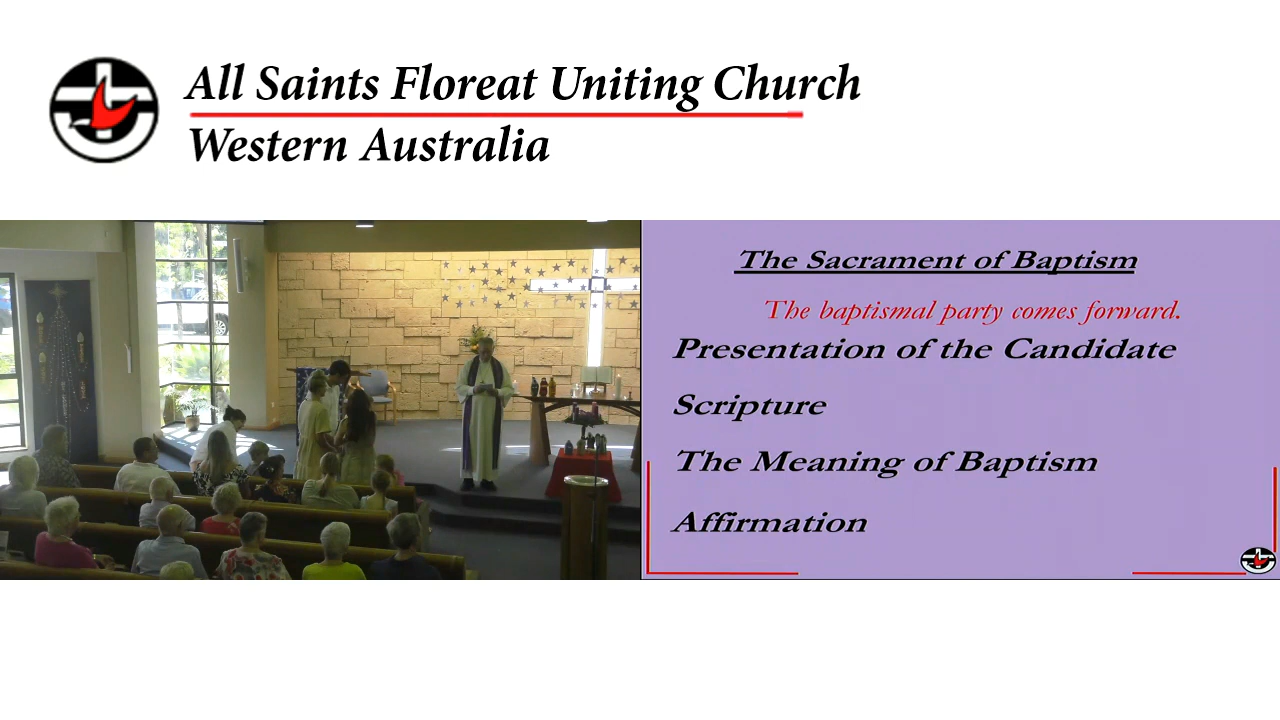 All Saints Floreat Uniting Church
Western Australia
The Sacrament of Baptism
The baptismal party comes forward.
Presentation of the Candidate
Scripture
The Meaning of Baptism
Affirmation